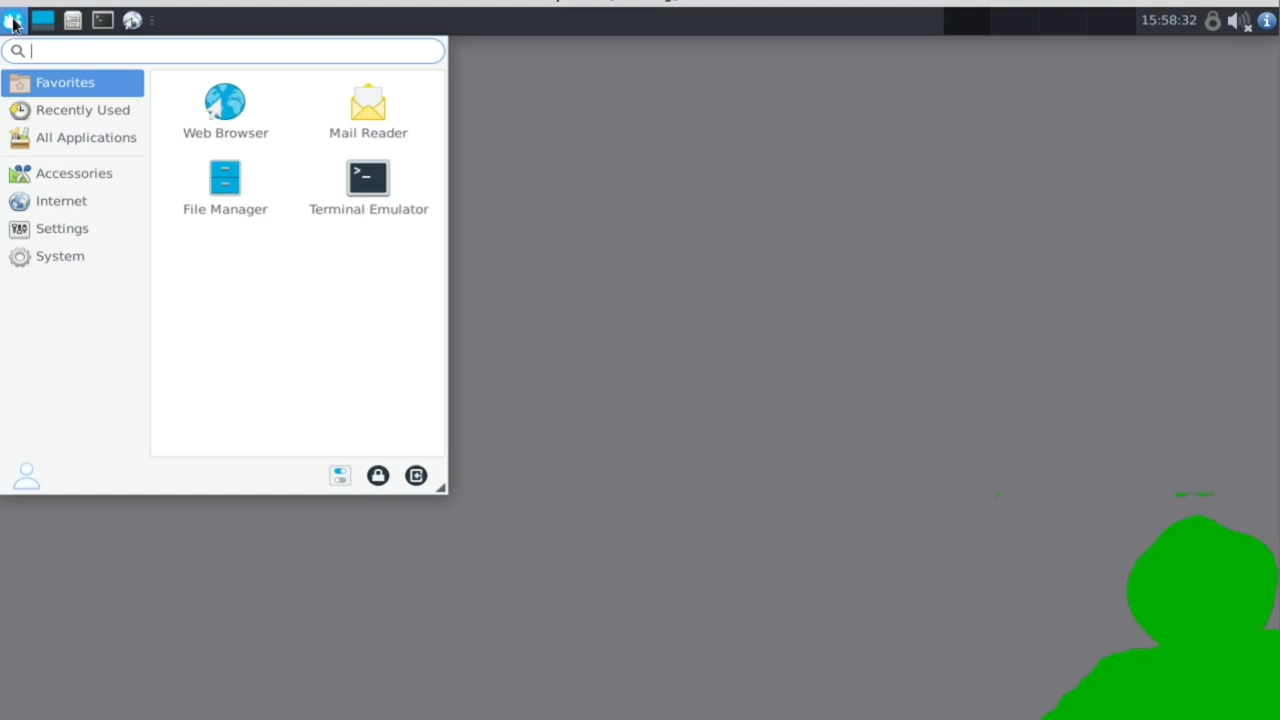 15:58:32
Favorites
Recently Used
All Applications
Accessories
Internet
Settings
System
Web Browser
Mail Reader
File Manager
Terminal Emulator